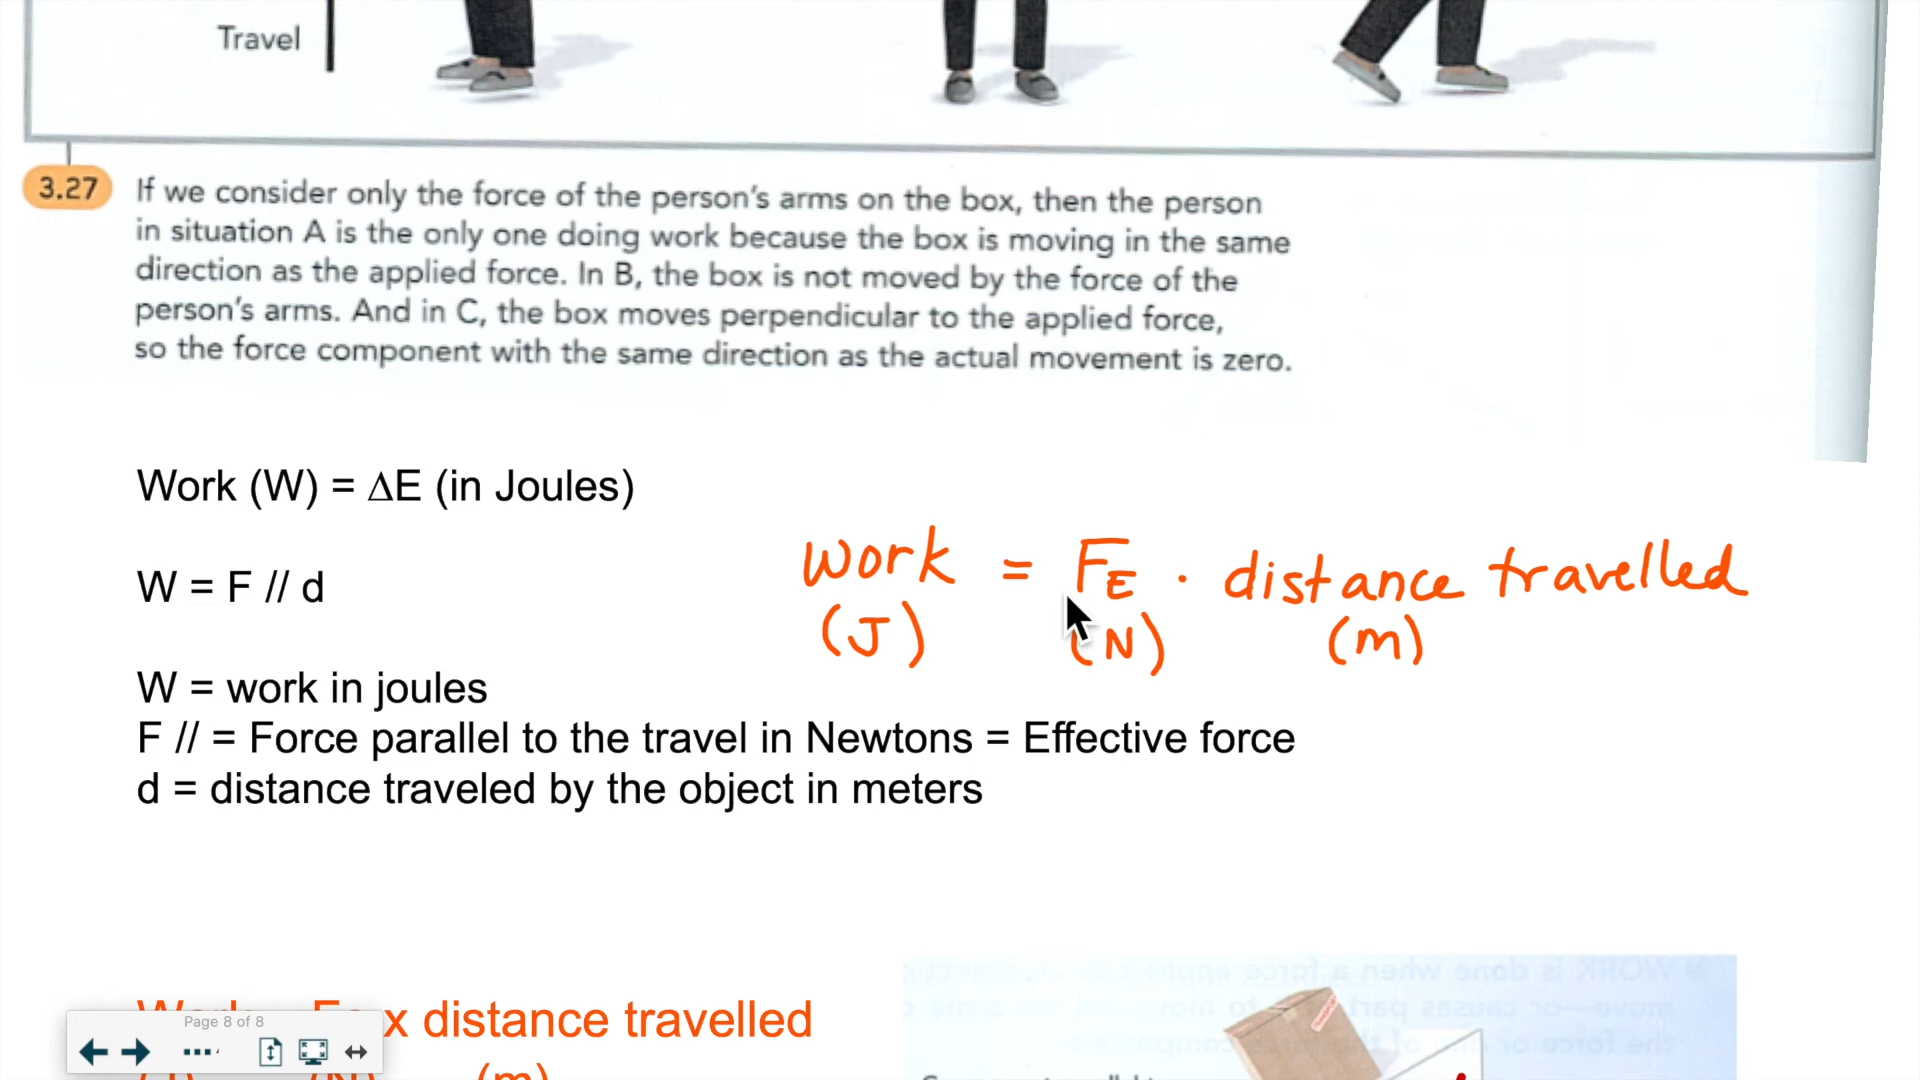 Travel
3.27
If we consider only the force of the person's arms on the box, then the person
in situation A is the only one doing work because the box is moving in the same
direction as the applied force. In B, the box is not moved by the force of the
person's arms. And in C, the box moves perpendicular to the applied force,
so the force component with the same direction as the actual movement is zero.
Work (W) = ∆E (in Joules)
work = FE · distance travelled
(J) (N) (m)
W = F // d
W = work in joules
F // = Force parallel to the travel in Newtons = Effective force
d = distance traveled by the object in meters
x distance travelled
(m)
Page 8 of 8